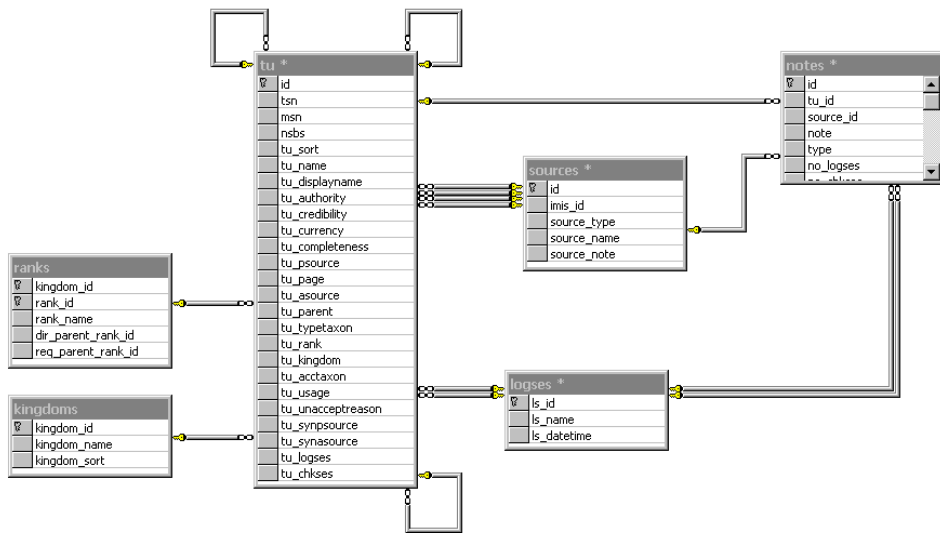 tu *
id
tsn
msn
nsbs
tu_sort
tu_name
tu_displayname
tu_authority
tu_credibility
tu_currency
tu_completeness
tu_psource
tu_page
tu_asource
tu_parent
tu_typetaxon
tu_rank
tu_kingdom
tu_acctaxon
tu_usage
tu_unacceptreason
tu_synpsource
tu_synasource
tu_logses
tu_chkses
notes *
id
tu_id
source_id
note
type
no_logses
no_chkses
sources *
id
imis_id
source_type
source_name
source_note
ranks
kingdom_id
rank_id
rank_name
dir_parent_rank_id
req_parent_rank_id
kingdoms
kingdom_id
kingdom_name
kingdom_sort
logses *
ls_id
ls_name
ls_datetime